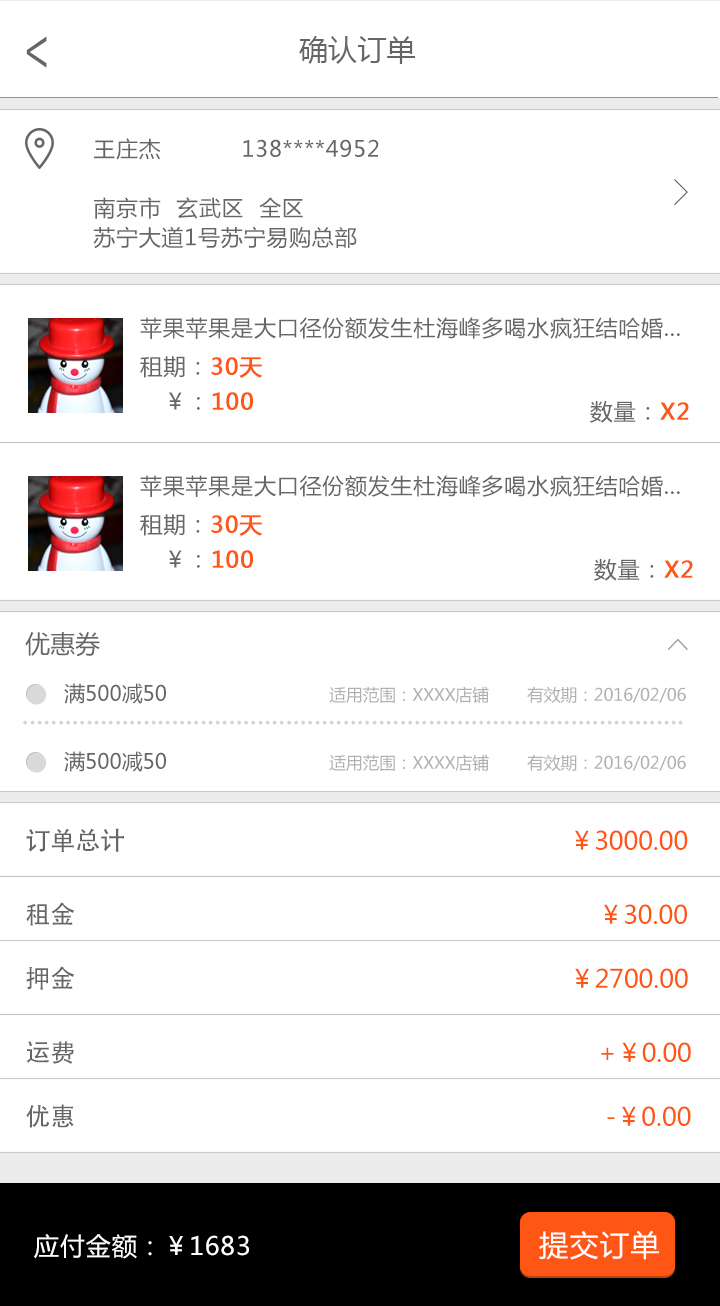 确认订单
王庄杰 138****4952
南京市 玄武区 全区
苏宁大道1号苏宁易购总部
苹果苹果是大口径份额发生杜海峰多喝水疯狂结哈婚...
租期：30天
¥ ：100
数量：X2
苹果苹果是大口径份额发生杜海峰多喝水疯狂结哈婚...
租期：30天
¥ ：100
数量：X2
优惠券
满500减50 适用范围：XXXX店铺 有效期：2016/02/06
满500减50 适用范围：XXXX店铺 有效期：2016/02/06
订单总计 ¥3000.00
租金 ¥30.00
押金 ¥2700.00
运费 + ¥0.00
优惠 - ¥0.00
应付金额：¥1683 提交订单